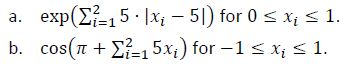 a. exp(∑²ᵢ₌₁ 5 · |xᵢ − 5|) for 0 ≤ xᵢ ≤ 1.
b. cos(π + ∑²ᵢ₌₁ 5xᵢ) for −1 ≤ xᵢ ≤ 1.